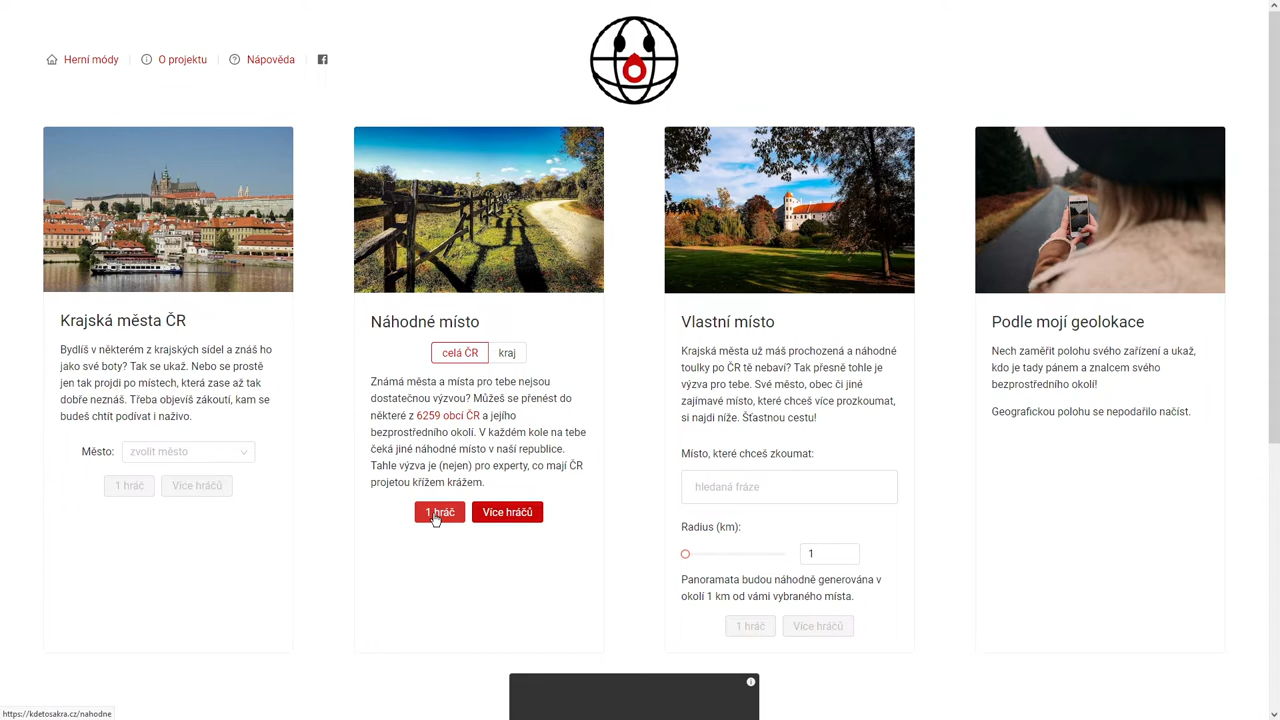 Herní módy
O projektu
Nápověda
Krajská města ČR
Bydlíš v některém z krajských sídel a znáš ho
jako své boty? Tak se ukaž. Nebo se prostě
jen tak projdi po místech, která zase až tak
dobře neznáš. Třeba objevíš zákoutí, kam se
budeš chtít podívat i naživo.
Město:
zvolit město
1 hráč
Více hráčů
Náhodné místo
celá ČR
kraj
Známá města a místa pro tebe nejsou
dostatečnou výzvou? Můžeš se přenést do
některé z 6259 obcí ČR a jejího
bezprostředního okolí. V každém kole na tebe
čeká jiné náhodné místo v naší republice.
Tahle výzva je (nejen) pro experty, co mají ČR
projetou křížem krážem.
1 hráč
Více hráčů
Vlastní místo
Krajská města už máš prochozená a náhodné
toulky po ČR tě nebaví? Tak přesně tohle je
výzva pro tebe. Své město, obec či jiné
zajímavé místo, které chceš více prozkoumat,
si najdi níže. Šťastnou cestu!
Místo, které chceš zkoumat:
hledaná fráze
Radius (km):
1
Panoramata budou náhodně generována v
okolí 1 km od vámi vybraného místa.
1 hráč
Více hráčů
Podle mojí geolokace
Nech zaměřit polohu svého zařízení a ukaž,
kdo je tady pánem a znalcem svého
bezprostředního okolí!
Geografickou polohu se nepodařilo načíst.
https://kdetosakra.cz/nahodne